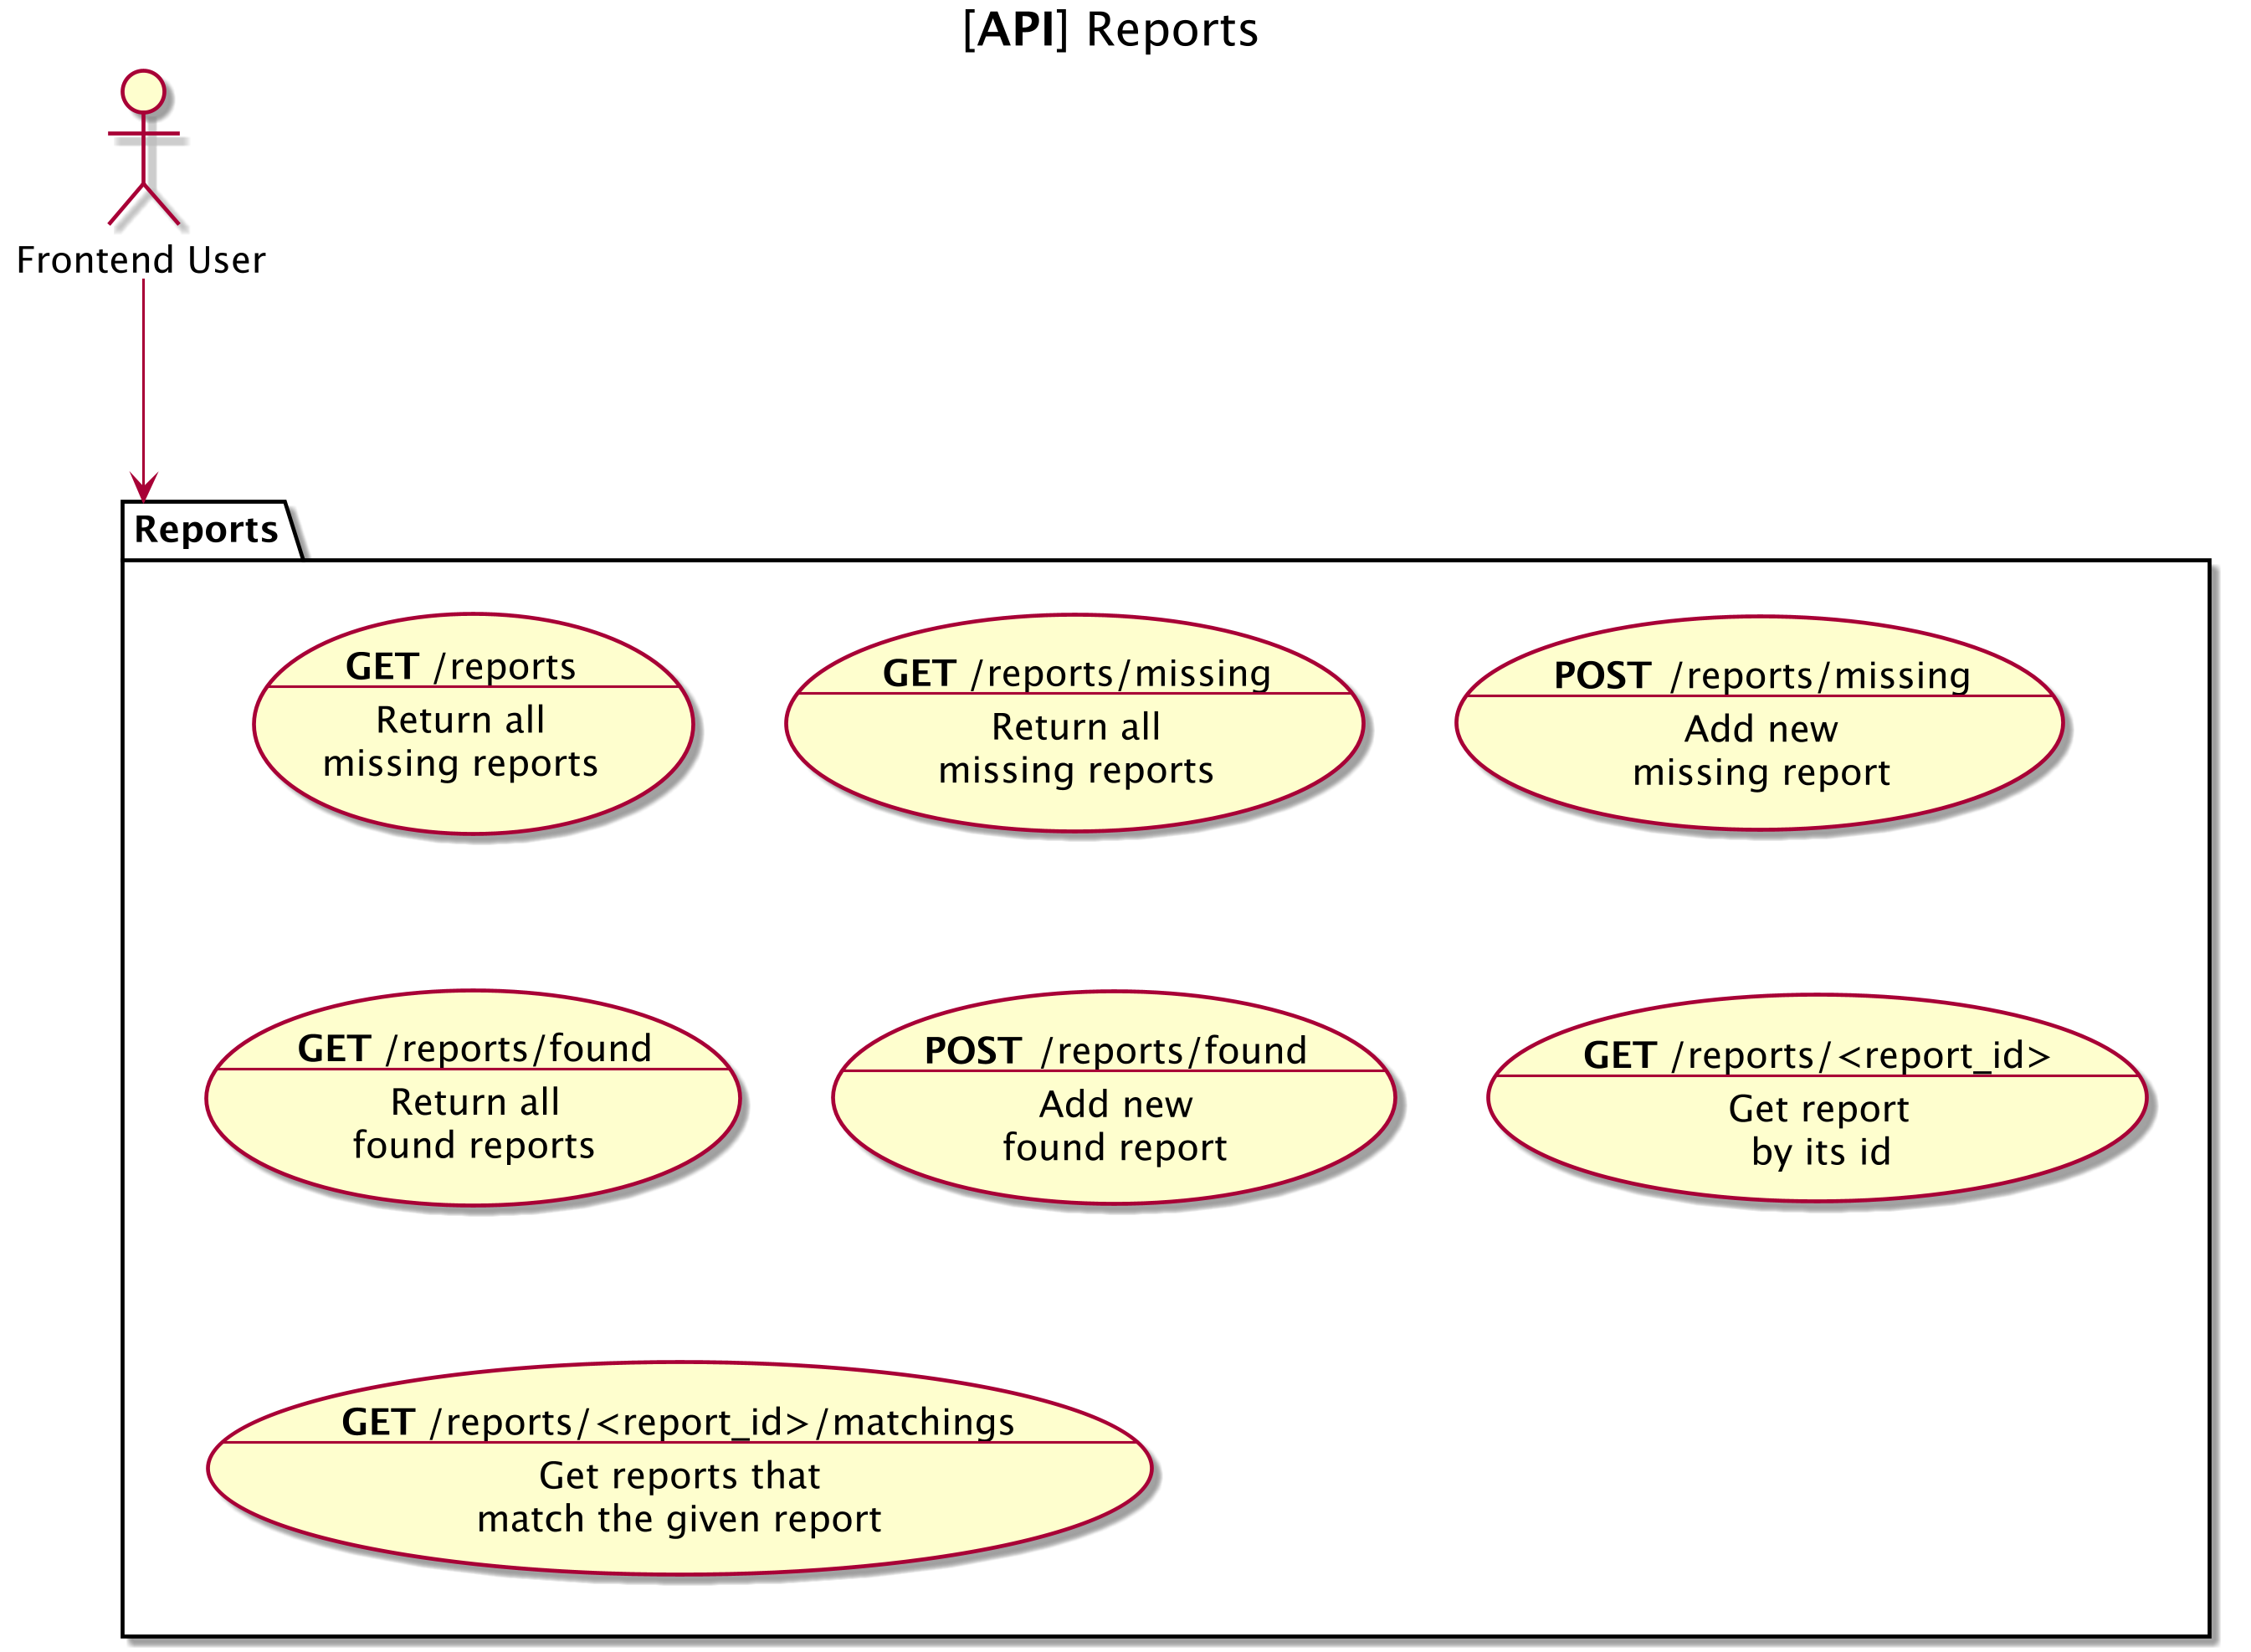 [API] Reports
Frontend User
Reports
GET /reports
Return all
missing reports
GET /reports/missing
Return all
missing reports
POST /reports/missing
Add new
missing report
GET /reports/found
Return all
found reports
POST /reports/found
Add new
found report
GET /reports/<report_id>
Get report
by its id
GET /reports/<report_id>/matchings
Get reports that
match the given report